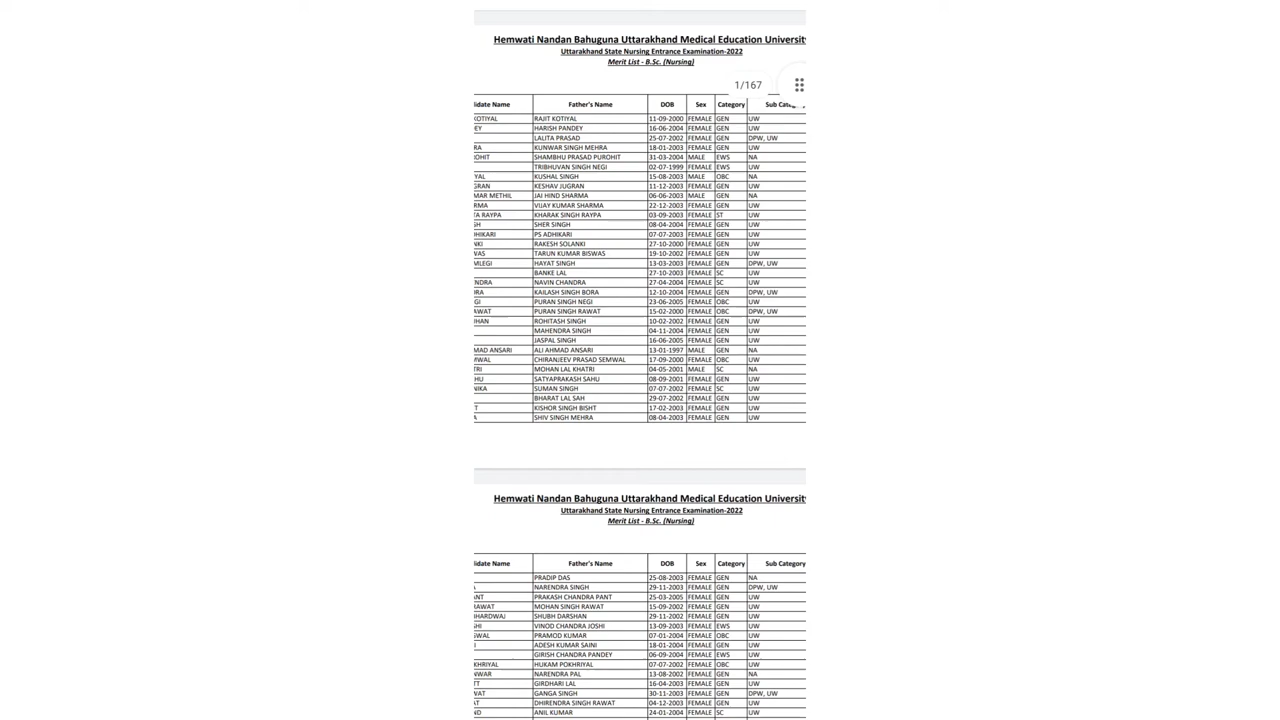 Hemwati Nandan Bahuguna Uttarakhand Medical Education University
Uttarakhand State Nursing Entrance Examination-2022
Merit List - B.Sc. (Nursing)
1/167
didate Name Father's Name DOB Sex Category Sub Categ
KOTIYAL RAJIT KOTIYAL 11-09-2000 FEMALE GEN UW
EY HARISH PANDEY 16-06-2004 FEMALE GEN UW
LALITA PRASAD 25-07-2002 FEMALE GEN DPW, UW
RA KUNWAR SINGH MEHRA 18-01-2003 FEMALE GEN UW
ROHIT SHAMBHU PRASAD PUROHIT 31-03-2004 MALE EWS NA
TRIBHUVAN SINGH NEGI 02-07-1999 FEMALE EWS UW
YAL KUSHAL SINGH 15-08-2003 MALE OBC NA
GRAN KESHAV JUGRAN 11-12-2003 FEMALE GEN UW
MAR METHIL JAI HIND SHARMA 06-06-2003 MALE GEN NA
RMA VIJAY KUMAR SHARMA 22-12-2003 FEMALE GEN UW
TA RAYPA KHARAK SINGH RAYPA 03-09-2003 FEMALE ST UW
GH SHER SINGH 08-04-2004 FEMALE GEN UW
DHIKARI PS ADHIKARI 07-07-2003 FEMALE GEN UW
NKI RAKESH SOLANKI 27-10-2000 FEMALE GEN UW
WAS TARUN KUMAR BISWAS 19-10-2002 FEMALE GEN UW
MLEGI HAYAT SINGH 13-03-2003 FEMALE GEN DPW, UW
BANKE LAL 27-10-2003 FEMALE SC UW
NDRA NAVIN CHANDRA 27-04-2004 FEMALE SC UW
RA KAILASH SINGH BORA 12-10-2004 FEMALE GEN DPW, UW
GI PURAN SINGH NEGI 23-06-2005 FEMALE OBC UW
AWAT PURAN SINGH RAWAT 15-02-2000 FEMALE OBC DPW, UW
HAN ROHITASH SINGH 10-02-2002 FEMALE GEN UW
MAHENDRA SINGH 04-11-2004 FEMALE GEN UW
JASPAL SINGH 16-06-2005 FEMALE GEN UW
MAD ANSARI ALI AHMAD ANSARI 13-01-1997 MALE GEN NA
MWAL CHIRANJEEV PRASAD SEMWAL 17-09-2000 FEMALE OBC UW
TRI MOHAN LAL KHATRI 04-05-2001 MALE SC NA
HU SATYAPRAKASH SAHU 08-09-2001 FEMALE GEN UW
NIKA SUMAN SINGH 07-07-2002 FEMALE SC UW
BHARAT LAL SAH 29-07-2002 FEMALE GEN UW
T KISHOR SINGH BISHT 17-02-2003 FEMALE GEN UW
A SHIV SINGH MEHRA 08-04-2003 FEMALE GEN UW
Hemwati Nandan Bahuguna Uttarakhand Medical Education University
Uttarakhand State Nursing Entrance Examination-2022
Merit List - B.Sc. (Nursing)
didate Name Father's Name DOB Sex Category Sub Category
PRADIP DAS 25-08-2003 FEMALE GEN NA
A NARENDRA SINGH 29-11-2003 FEMALE GEN DPW, UW
ANT PRAKASH CHANDRA PANT 25-03-2005 FEMALE GEN UW
RAWAT MOHAN SINGH RAWAT 15-09-2002 FEMALE GEN UW
BHARDWAJ SHUBH DARSHAN 29-11-2002 FEMALE GEN UW
SHI VINOD CHANDRA JOSHI 13-09-2003 FEMALE EWS UW
GWAL PRAMOD KUMAR 07-01-2004 FEMALE OBC UW
I ADESH KUMAR SAINI 18-01-2004 FEMALE GEN UW
GIRISH CHANDRA PANDEY 06-09-2004 FEMALE EWS UW
KHRIYAL HUKAM POKHRIYAL 07-07-2002 FEMALE OBC UW
NWAR NARENDRA PAL 13-08-2002 FEMALE GEN NA
TT GIRDHARI LAL 16-04-2003 FEMALE GEN UW
WAT GANGA SINGH 30-11-2003 FEMALE GEN DPW, UW
AT DHIRENDRA SINGH RAWAT 04-12-2003 FEMALE GEN UW
ND ANIL KUMAR 24-01-2004 FEMALE SC UW